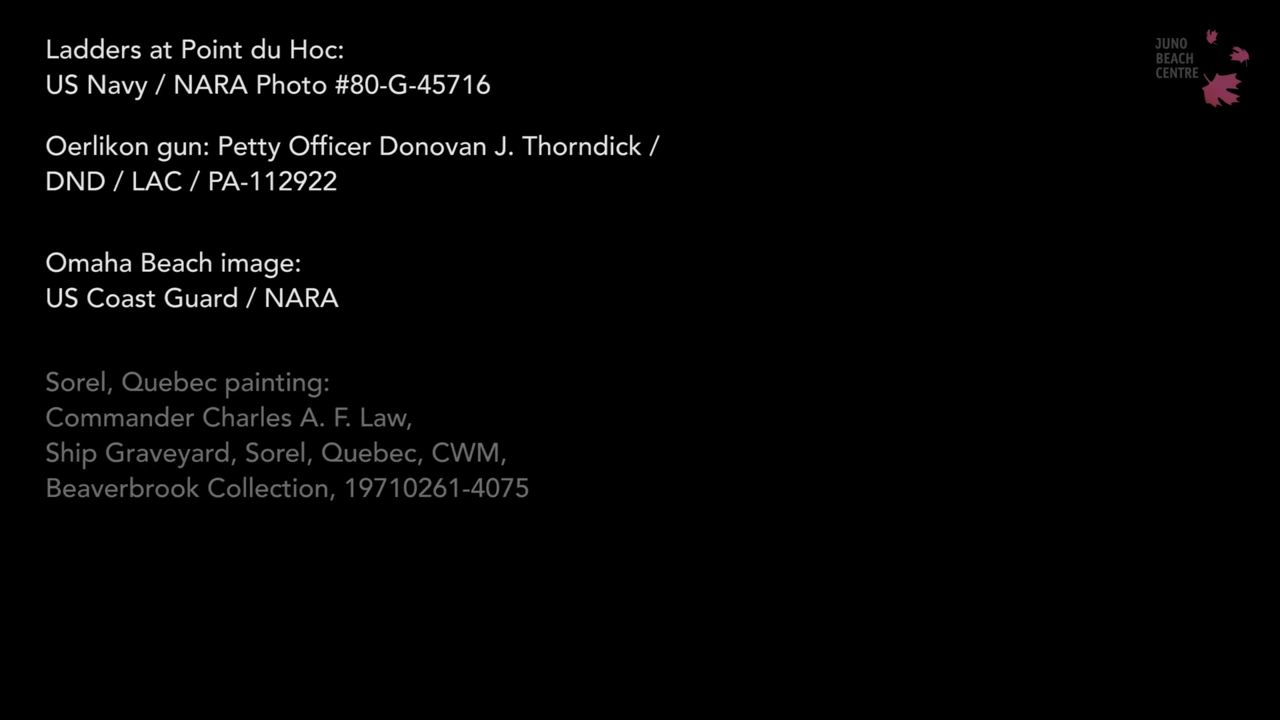 Ladders at Point du Hoc:
US Navy / NARA Photo #80-G-45716
Oerlikon gun: Petty Officer Donovan J. Thorndick /
DND / LAC / PA-112922
Omaha Beach image:
US Coast Guard / NARA
Sorel, Quebec painting:
Commander Charles A. F. Law,
Ship Graveyard, Sorel, Quebec, CWM,
Beaverbrook Collection, 19710261-4075
JUNO
BEACH
CENTRE